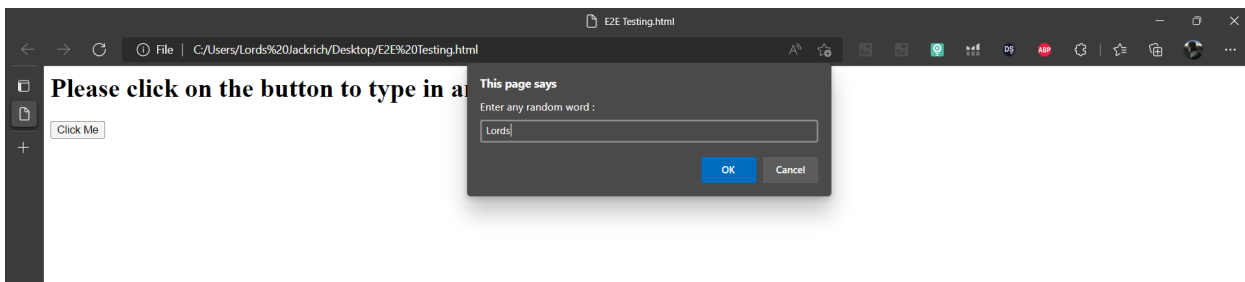 E2E Testing.html
File | C:/Users/Lords%20Jackrich/Desktop/E2E%20Testing.html
ABP
Please click on the button to type in a
Click Me
This page says
Enter any random word :
Lords
OK Cancel